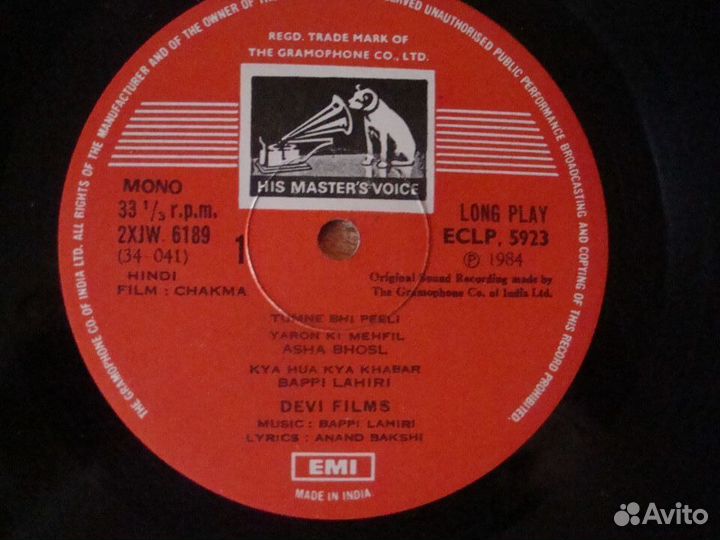 THE GRAMOPHONE CO. OF INDIA LTD. ALL RIGHTS OF THE MANUFACTURER AND OF THE OWNER OF THE
RESERVED UNAUTHORISED PUBLIC PERFORMANCE BROADCASTING AND COPYING OF THIS RECORD PROHIBITED
REGD. TRADE MARK OF
THE GRAMOPHONE CO., LTD.
HIS MASTER'S VOICE
MONO
33 1/3 r.p.m.
2XJW. 6189
(34-041)
HINDI
FILM : CHAKMA
1
LONG PLAY
ECLP. 5923
Ⓟ 1984
Original Sound Recording made by
The Gramophone Co. of India Ltd.
TUMNE BHI PEELI
YARON KI MEHFIL
ASHA BHOSL
KYA HUA KYA KHABAR
BAPPI LAHIRI
DEVI FILMS
MUSIC : BAPPI LAHIRI
LYRICS : ANAND BAKSHI
EMI
MADE IN INDIA
Avito